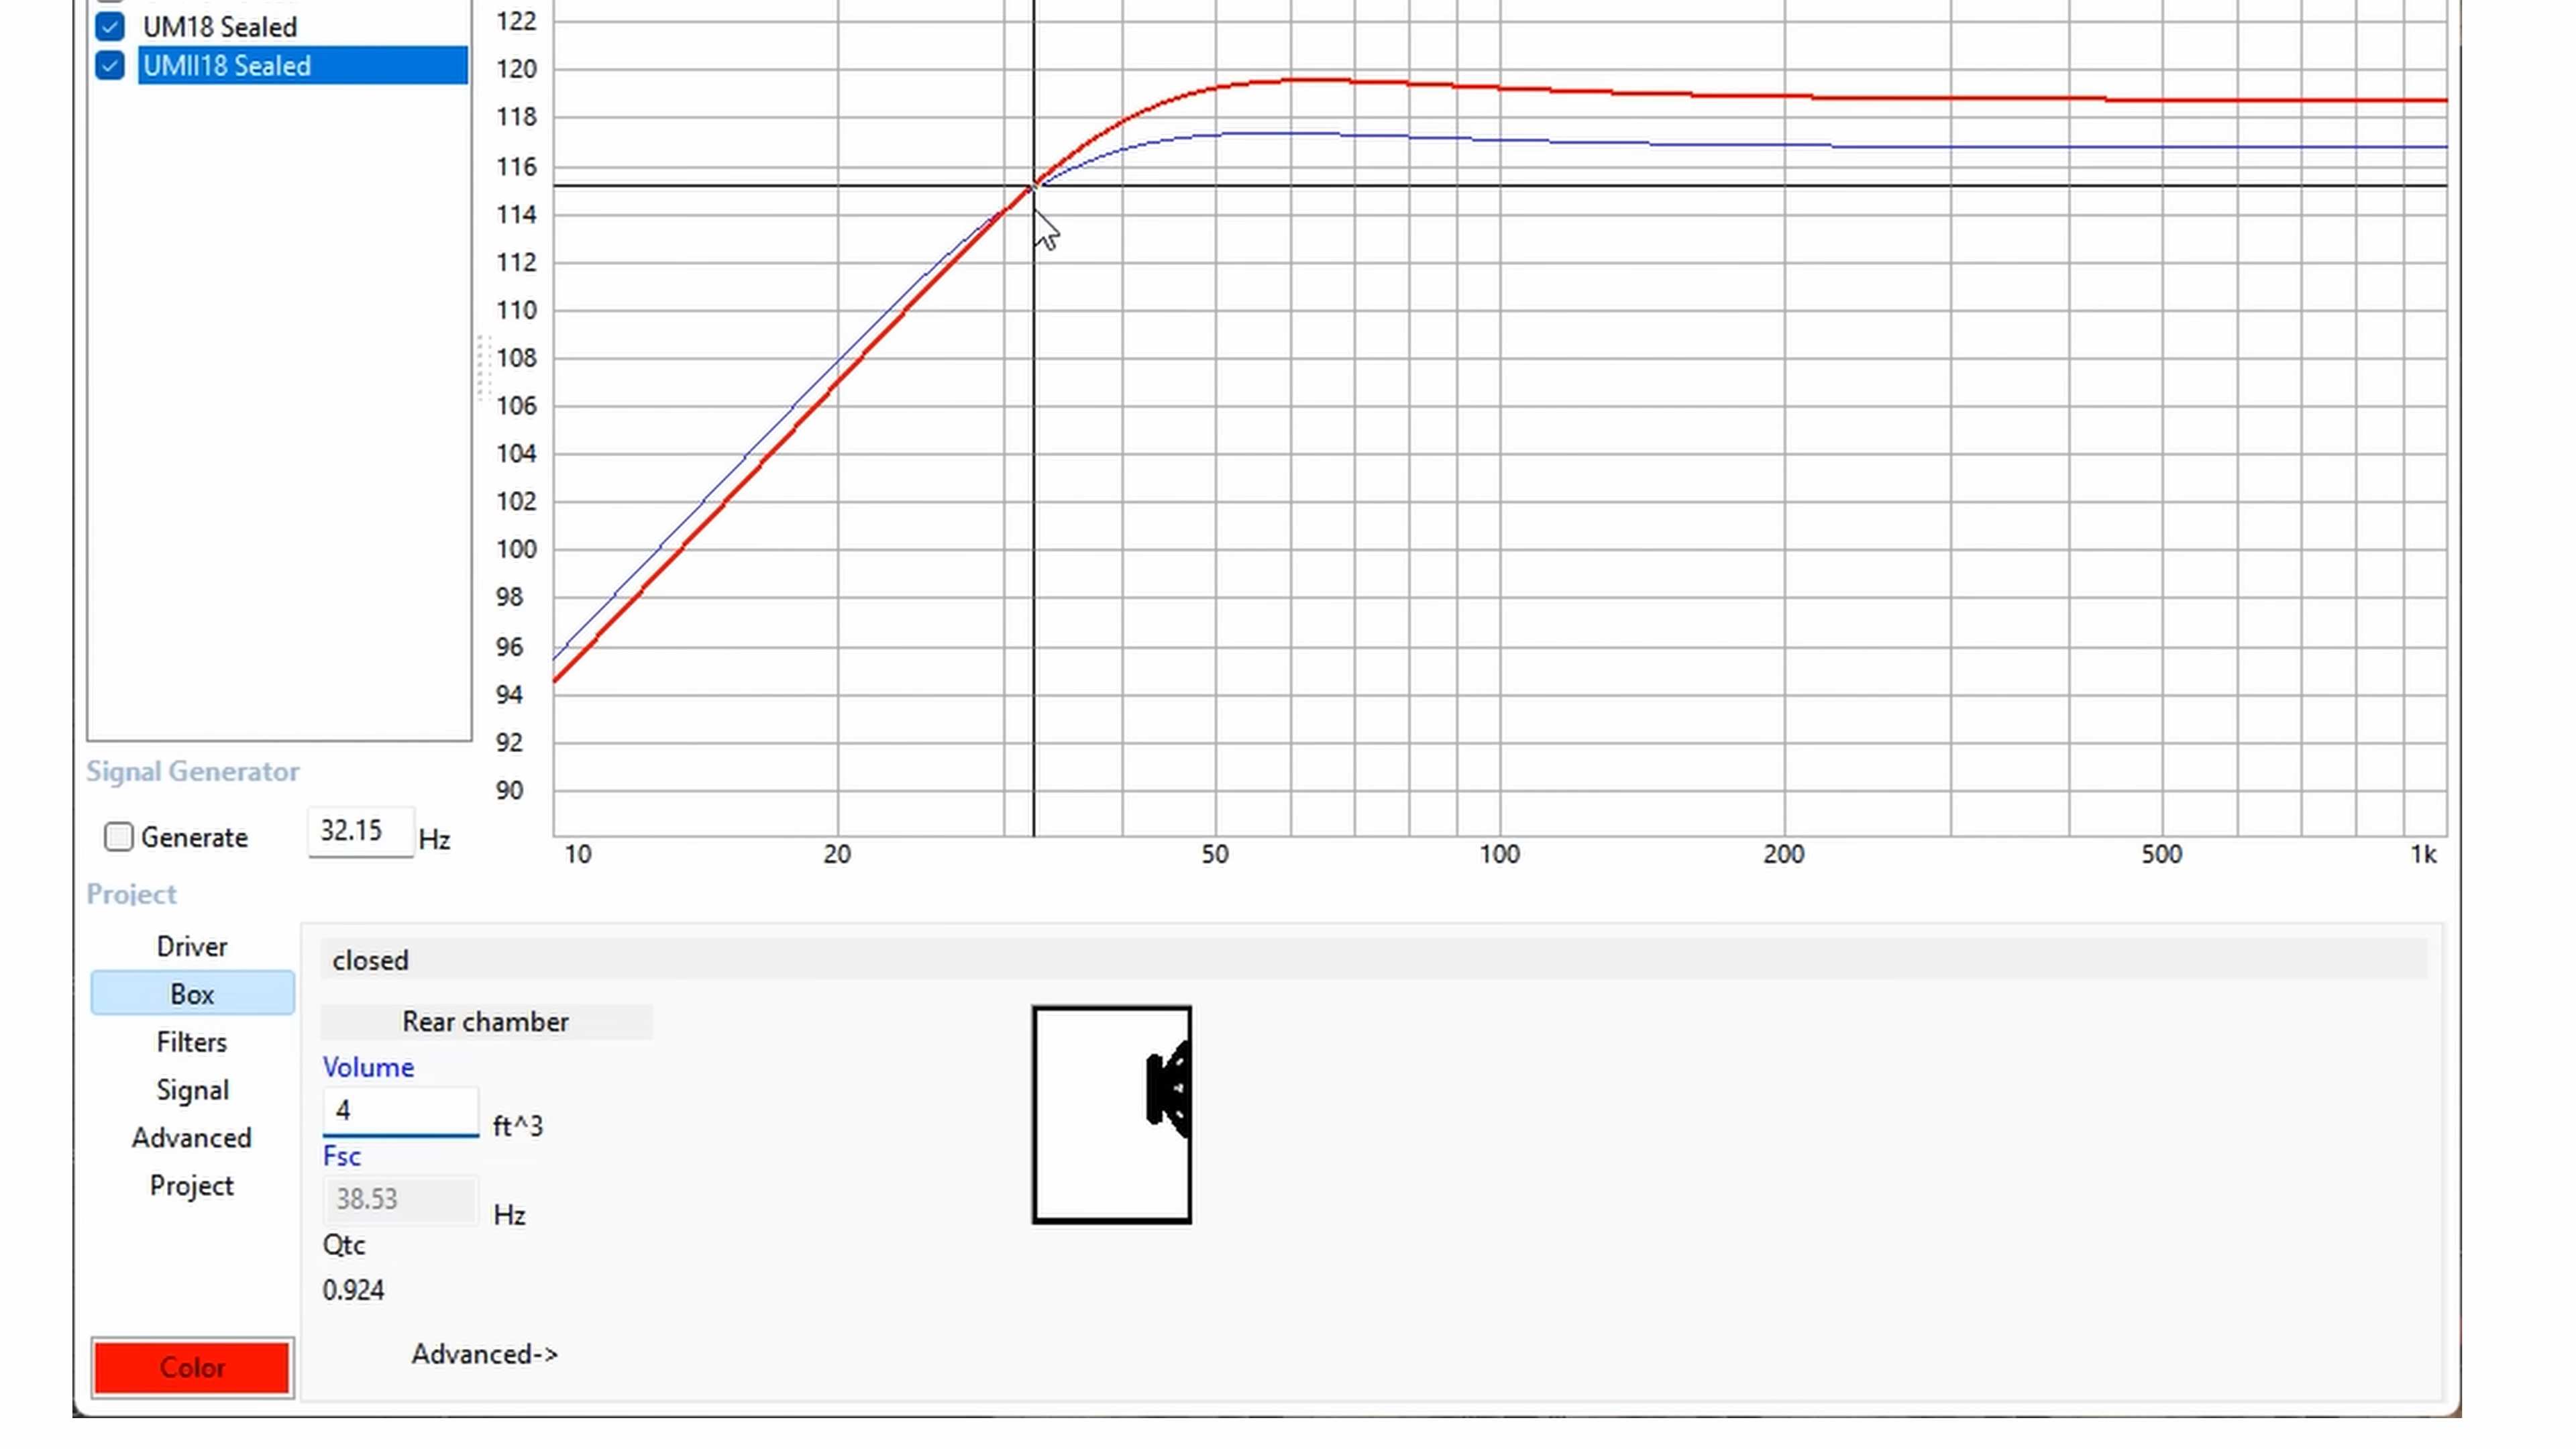 UM18 Sealed
UMII18 Sealed
122
120
118
116
114
112
110
108
106
104
102
100
98
96
94
92
90
10 20 50 100 200 500 1k
Signal Generator
Generate 32.15 Hz
Project
Driver
Box
Filters
Signal
Advanced
Project
Color
closed
Rear chamber
Volume
4 ft^3
Fsc
38.53 Hz
Qtc
0.924
Advanced->